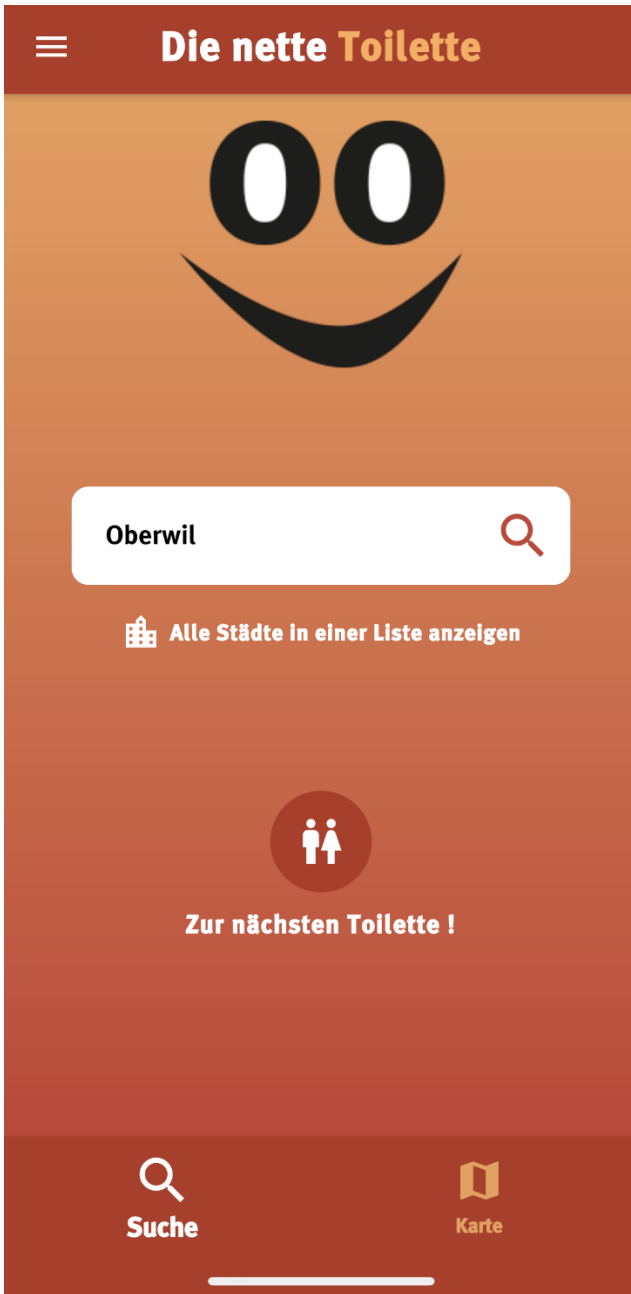 Die nette Toilette
Oberwil
Alle Städte in einer Liste anzeigen
Zur nächsten Toilette !
Suche
Karte